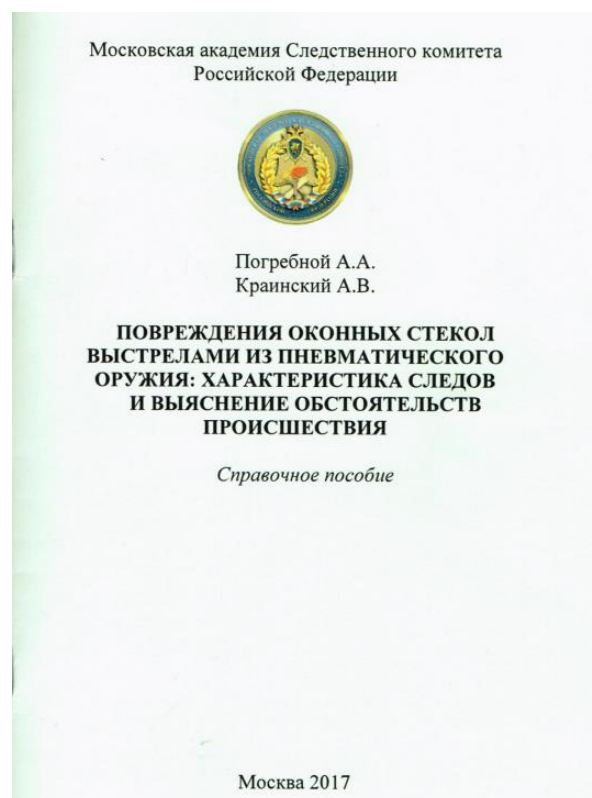 Московская академия Следственного комитета
Российской Федерации
Погребной А.А.
Краинский А.В.
ПОВРЕЖДЕНИЯ ОКОННЫХ СТЕКОЛ
ВЫСТРЕЛАМИ ИЗ ПНЕВМАТИЧЕСКОГО
ОРУЖИЯ: ХАРАКТЕРИСТИКА СЛЕДОВ
И ВЫЯСНЕНИЕ ОБСТОЯТЕЛЬСТВ
ПРОИСШЕСТВИЯ
Справочное пособие
Москва 2017